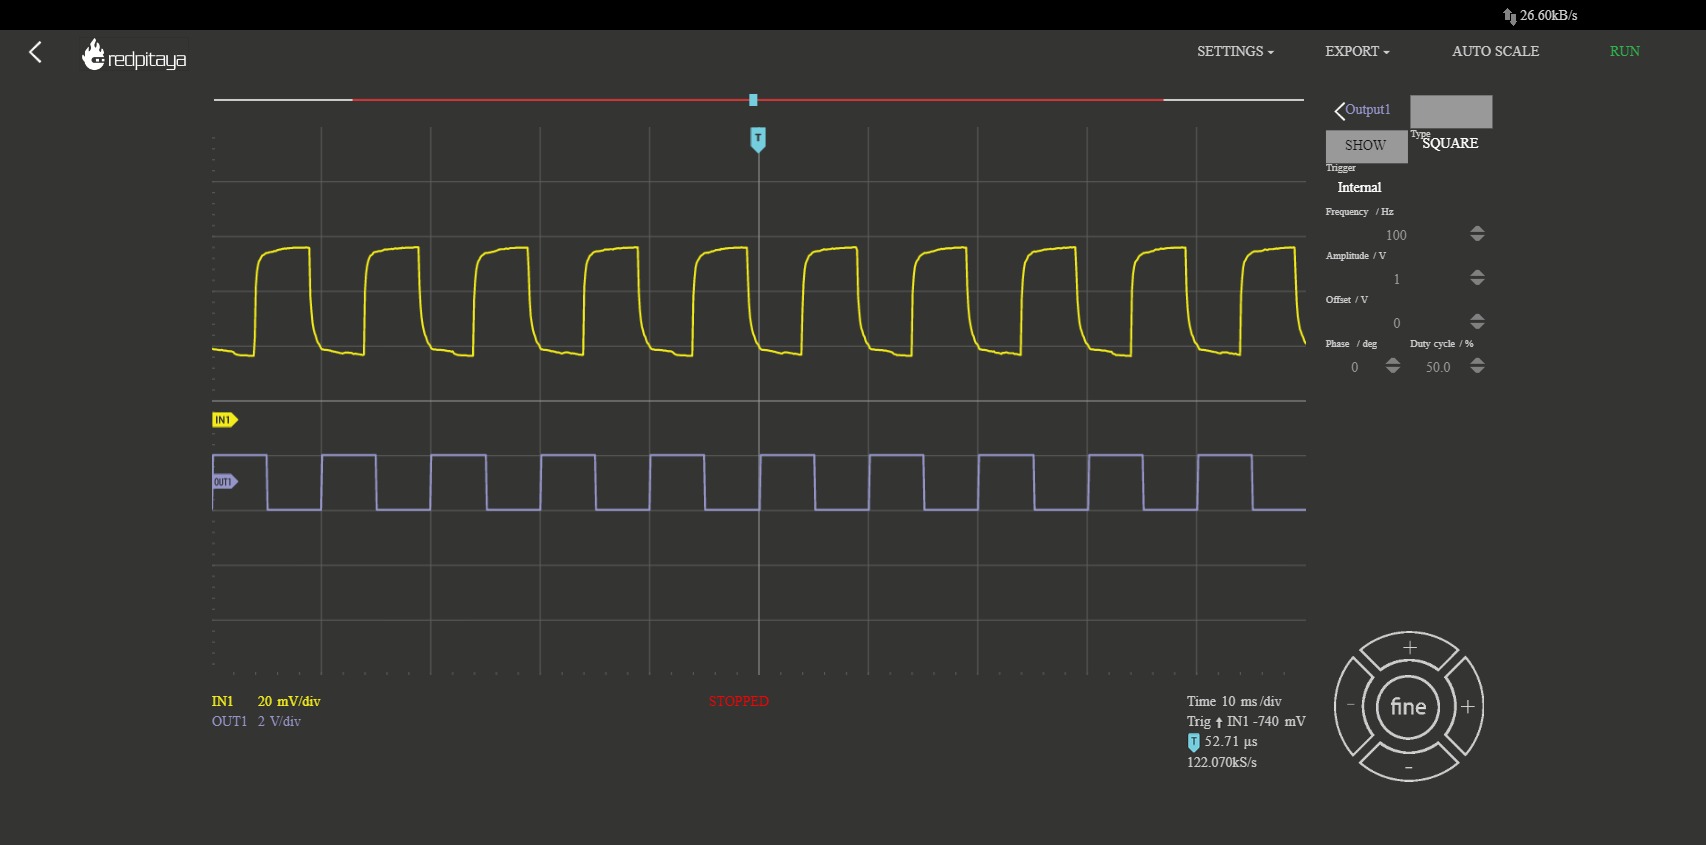 26.60kB/s
redpitaya
SETTINGS
EXPORT
AUTO SCALE
RUN
T
Output1
SHOW
Type
SQUARE
Trigger
Internal
Frequency / Hz
100
Amplitude / V
1
Offset / V
0
Phase / deg
Duty cycle / %
0
50.0
IN1
OUT1
IN1 20 mV/div
OUT1 2 V/div
STOPPED
Time 10 ms/div
Trig ↑ IN1 -740 mV
T 52.71 µs
122.070kS/s
+
- fine +
-